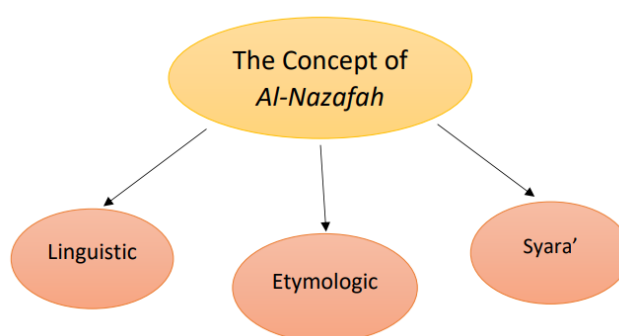 The Concept of
Al-Nazafah
Linguistic
Etymologic
Syara’